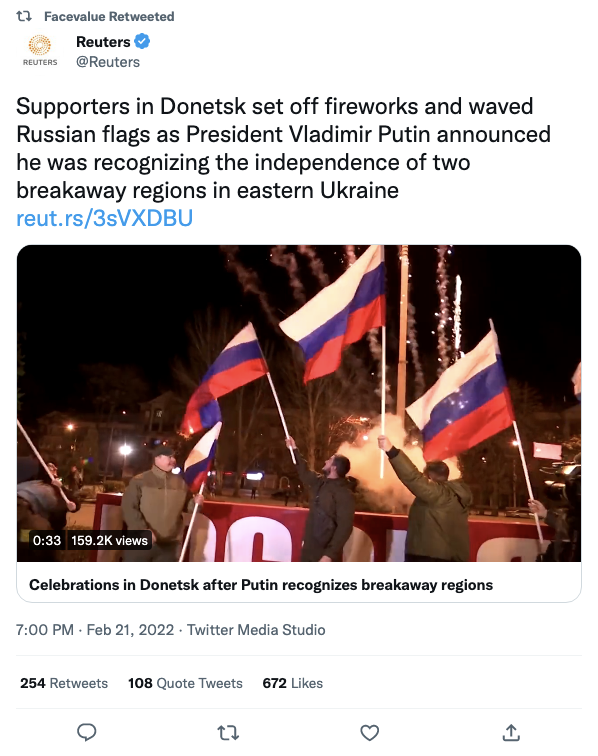 Facevalue Retweeted
Reuters
REUTERS
@Reuters
Supporters in Donetsk set off fireworks and waved
Russian flags as President Vladimir Putin announced
he was recognizing the independence of two
breakaway regions in eastern Ukraine
reut.rs/3sVXDBU
0:33 159.2K views
Celebrations in Donetsk after Putin recognizes breakaway regions
7:00 PM · Feb 21, 2022 · Twitter Media Studio
254 Retweets 108 Quote Tweets 672 Likes